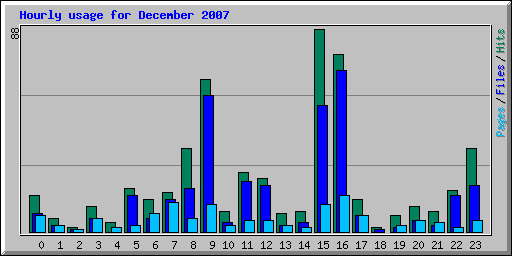 Hourly usage for December 2007
88
Pages/Files/Hits
0 1 2 3 4 5 6 7 8 9 10 11 12 13 14 15 16 17 18 19 20 21 22 23